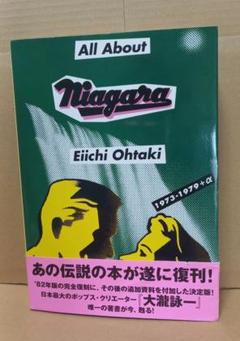 All About
Niagara
Eiichi Ohtaki
1973-1979+α
あの伝説の本が遂に復刊！
'82年版の完全復制に、その後の追加資料を付加した決定版！
日本最大のポップス・クリエーター「大瀧詠一」
唯一の著書が今、甦る！